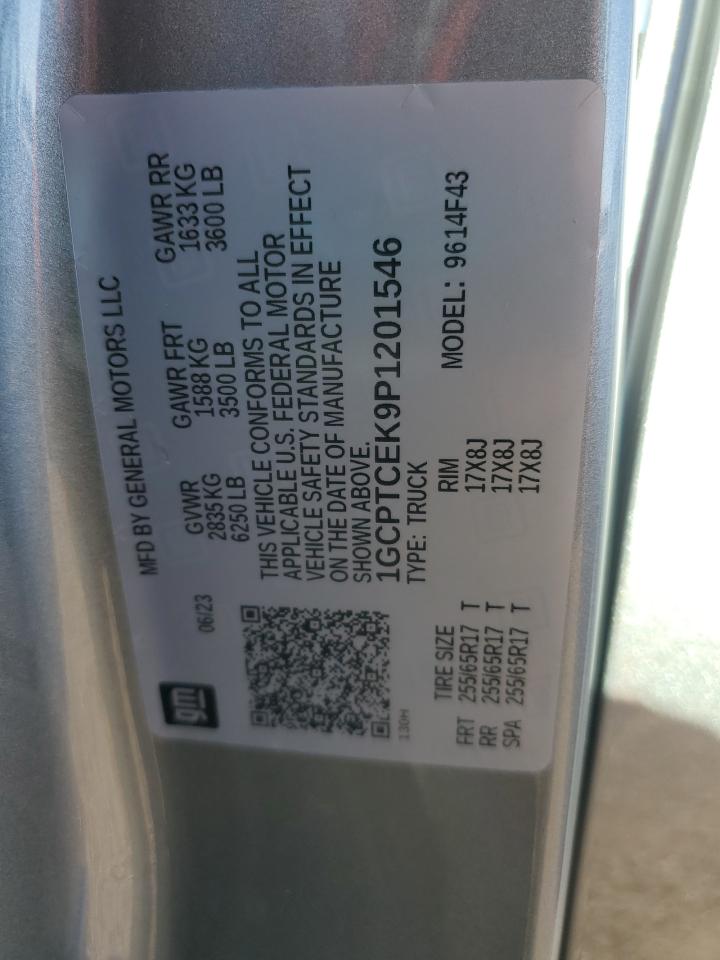 gm
MFD BY GENERAL MOTORS LLC
06/23
GVWR GAWR FRT GAWR RR
2835 KG 1588 KG 1633 KG
6250 LB 3500 LB 3600 LB
THIS VEHICLE CONFORMS TO ALL
APPLICABLE U.S. FEDERAL MOTOR
VEHICLE SAFETY STANDARDS IN EFFECT
ON THE DATE OF MANUFACTURE
SHOWN ABOVE.
1GCPTCEK9P1201546
130H
TYPE: TRUCK
MODEL: 9614F43
TIRE SIZE RIM
FRT 255/65R17 T 17X8J
RR 255/65R17 T 17X8J
SPA 255/65R17 T 17X8J